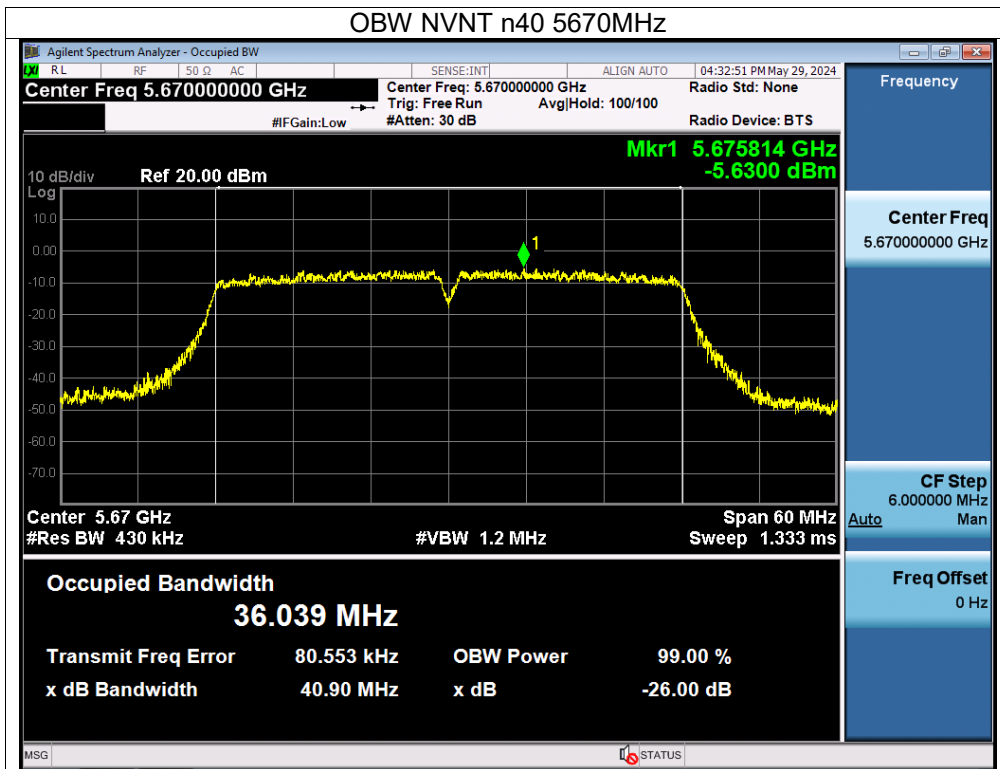 OBW NVNT n40 5670MHz
Agilent Spectrum Analyzer - Occupied BW
LXI RL RF 50 Ω AC SENSE:INT ALIGN AUTO 04:32:51 PM May 29, 2024
Center Freq 5.670000000 GHz
Center Freq: 5.670000000 GHz
Radio Std: None
Trig: Free Run Avg|Hold: 100/100
#IFGain:Low
#Atten: 30 dB
Radio Device: BTS
Frequency
Mkr1 5.675814 GHz
-5.6300 dBm
10 dB/div Ref 20.00 dBm
Log
10.0
0.00
-10.0
-20.0
-30.0
-40.0
-50.0
-60.0
-70.0
1
Center Freq
5.670000000 GHz
Center 5.67 GHz Span 60 MHz
#Res BW 430 kHz #VBW 1.2 MHz Sweep 1.333 ms
CF Step
6.000000 MHz
Auto Man
Occupied Bandwidth
36.039 MHz
Transmit Freq Error 80.553 kHz OBW Power 99.00 %
x dB Bandwidth 40.90 MHz x dB -26.00 dB
Freq Offset
0 Hz
MSG STATUS